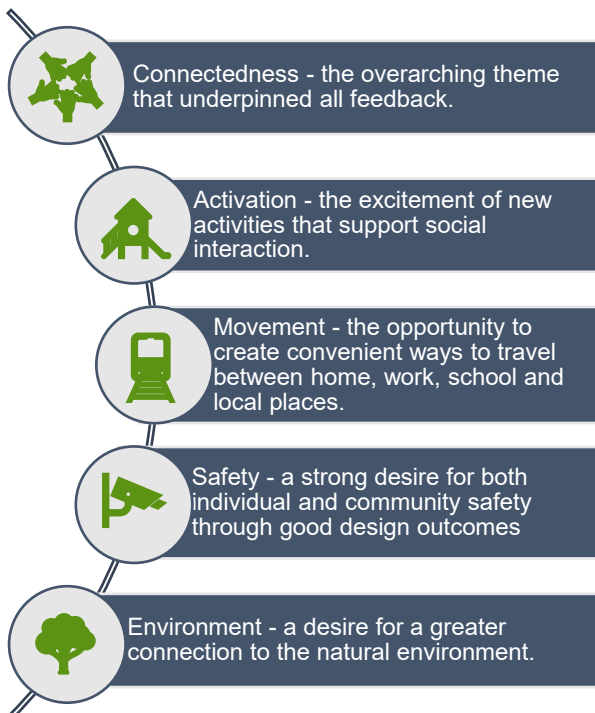 Connectedness - the overarching theme
that underpinned all feedback.
Activation - the excitement of new
activities that support social
interaction.
Movement - the opportunity to
create convenient ways to travel
between home, work, school and
local places.
Safety - a strong desire for both
individual and community safety
through good design outcomes
Environment - a desire for a greater
connection to the natural environment.